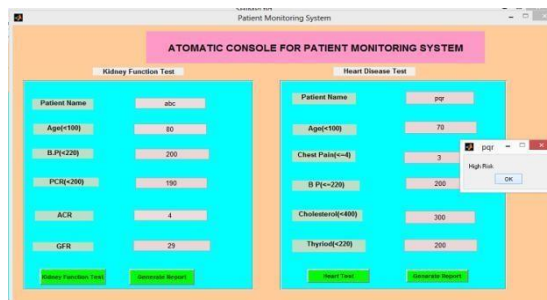 Patient Monitoring System
ATOMATIC CONSOLE FOR PATIENT MONITORING SYSTEM
Kidney Function Test
Patient Name abc
Age(<100) 80
B.P(<220) 200
PCR(<200) 190
ACR 4
GFR 29
Kidney Function Test Generate Report
Heart Disease Test
Patient Name pqr
Age(<100) 70
Chest Pain(<=4) 3
B P(<=220) 200
Cholesterol(<400) 300
Thyriod(<220) 200
Heart Test Generate Report
pqr
High Risk
OK